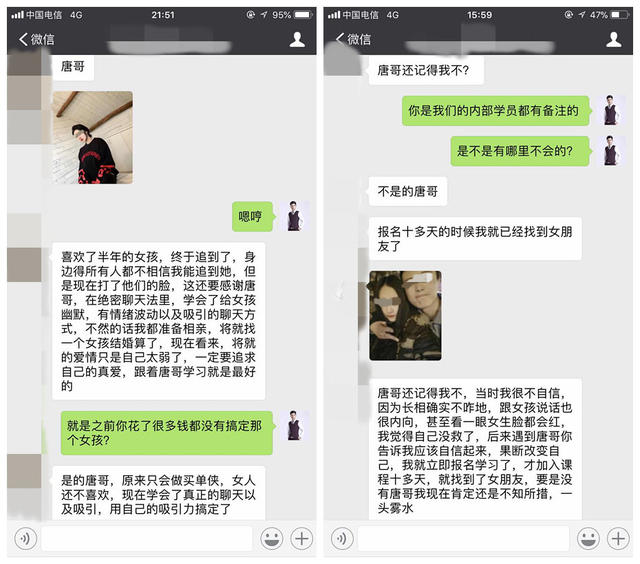 中国电信 4G 21:51 95%
微信
唐哥
嗯哼
喜欢了半年的女孩，终于追到了，身
边得所有人都不相信我能追到她，但
是现在打了他们的脸，这还要感谢唐
哥，在绝密聊天法里，学会了给女孩
幽默，有情绪波动以及吸引的聊天方
式，不然的话我都准备相亲，将就找
一个女孩结婚算了，现在看来，将就
的爱情只是自己太弱了，一定要追求
自己的真爱，跟着唐哥学习就是最好
的
就是之前你花了很多钱都没有搞定那
个女孩？
是的唐哥，原来只会做买单侠，女人
还不喜欢，现在学会了真正的聊天以
及吸引，用自己的吸引力搞定了
中国电信 4G 15:59 47%
微信
唐哥还记得我不？
你是我们的内部学员都有备注的
是不是有哪里不会的？
不是的唐哥
报名十多天的时候我就已经找到女朋
友了
唐哥还记得我不，当时我很不自信，
因为长相确实不咋地，跟女孩说话也
很内向，甚至看一眼女生脸都会红，
我觉得自己没救了，后来遇到唐哥你
告诉我应该自信起来，果断改变自
己，我就立即报名学习了，才加入课
程十多天，就找到了女朋友，要是没
有唐哥我现在肯定还是不知所措，一
头雾水